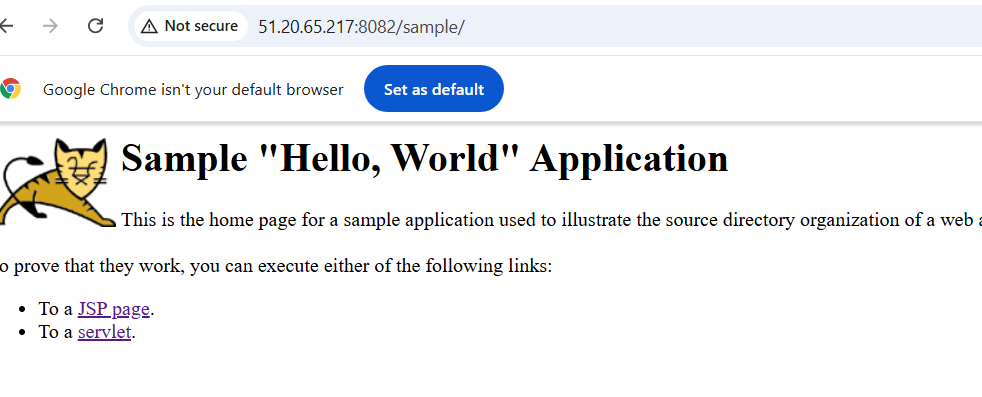 Not secure 51.20.65.217:8082/sample/
Google Chrome isn't your default browser Set as default
Sample "Hello, World" Application
This is the home page for a sample application used to illustrate the source directory organization of a web
o prove that they work, you can execute either of the following links:
• To a JSP page.
• To a servlet.